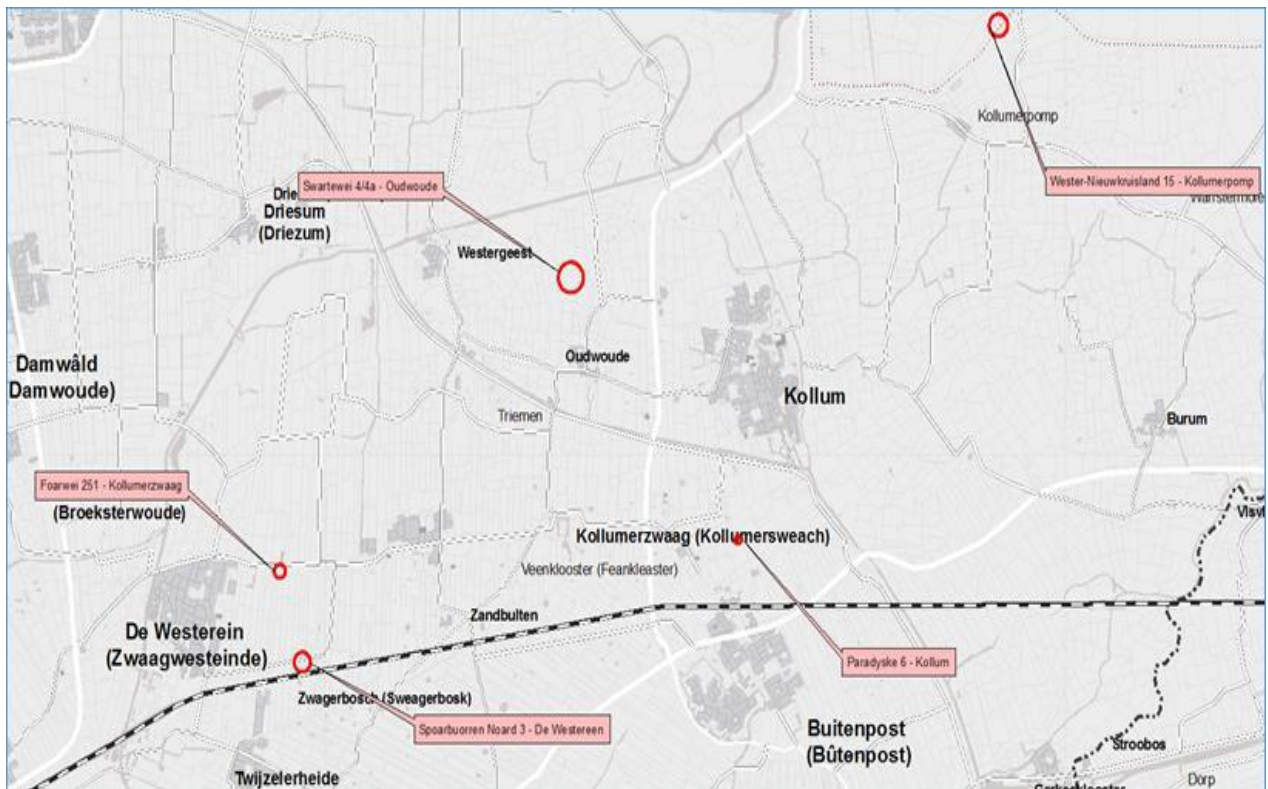 Kollumerpomp
Wester-Nieuwkruisland 15 - Kollumerpomp
Swartewei 4/4a - Oudwoude
Driesum
(Driezum)
Westergeest
Oudwoude
Damwâld
Damwoude)
Kollum
Triemen
Burum
Foarwei 251 - Kollumerzwaag
(Broeksterwoude)
Kollumerzwaag (Kollumersweach)
Veenklooster (Feankleaster)
Zandbulten
De Westerein
(Zwaagwesteinde)
Paradyske 6 - Kollum
Zwagerbosch (Sweagerbosk)
Spoarbuorren Noard 3 - De Westereen
Buitenpost
(Bûtenpost)
Stroobos
Twijzelerheide
Dorp